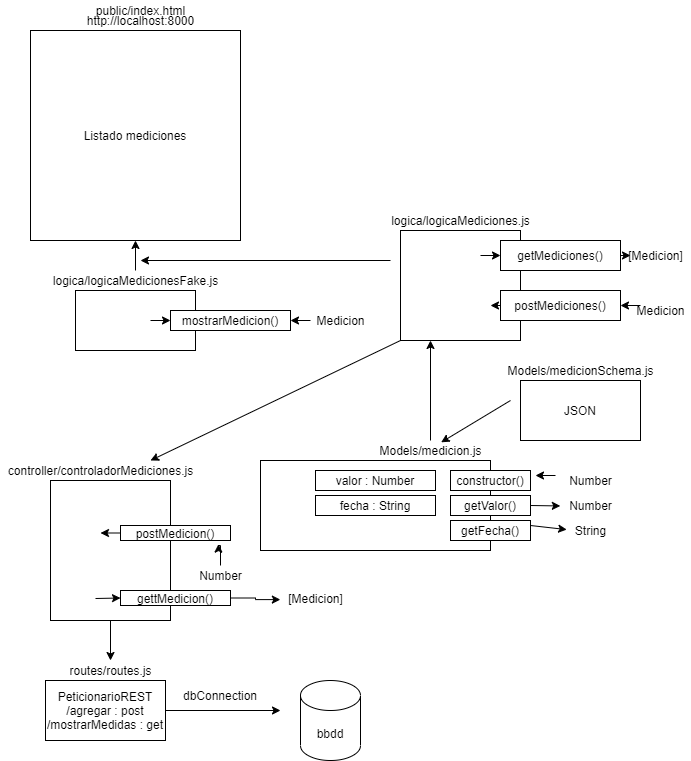 public/index.html
http://localhost:8000
Listado mediciones
logica/logicaMediciones.js
getMediciones()
[Medicion]
postMediciones()
Medicion
logica/logicaMedicionesFake.js
mostrarMedicion()
Medicion
Models/medicionSchema.js
JSON
Models/medicion.js
valor : Number
constructor()
Number
fecha : String
getValor()
Number
getFecha()
String
controller/controladorMediciones.js
postMedicion()
Number
gettMedicion()
[Medicion]
routes/routes.js
PeticionarioREST
/agregar : post
/mostrarMedidas : get
dbConnection
bbdd